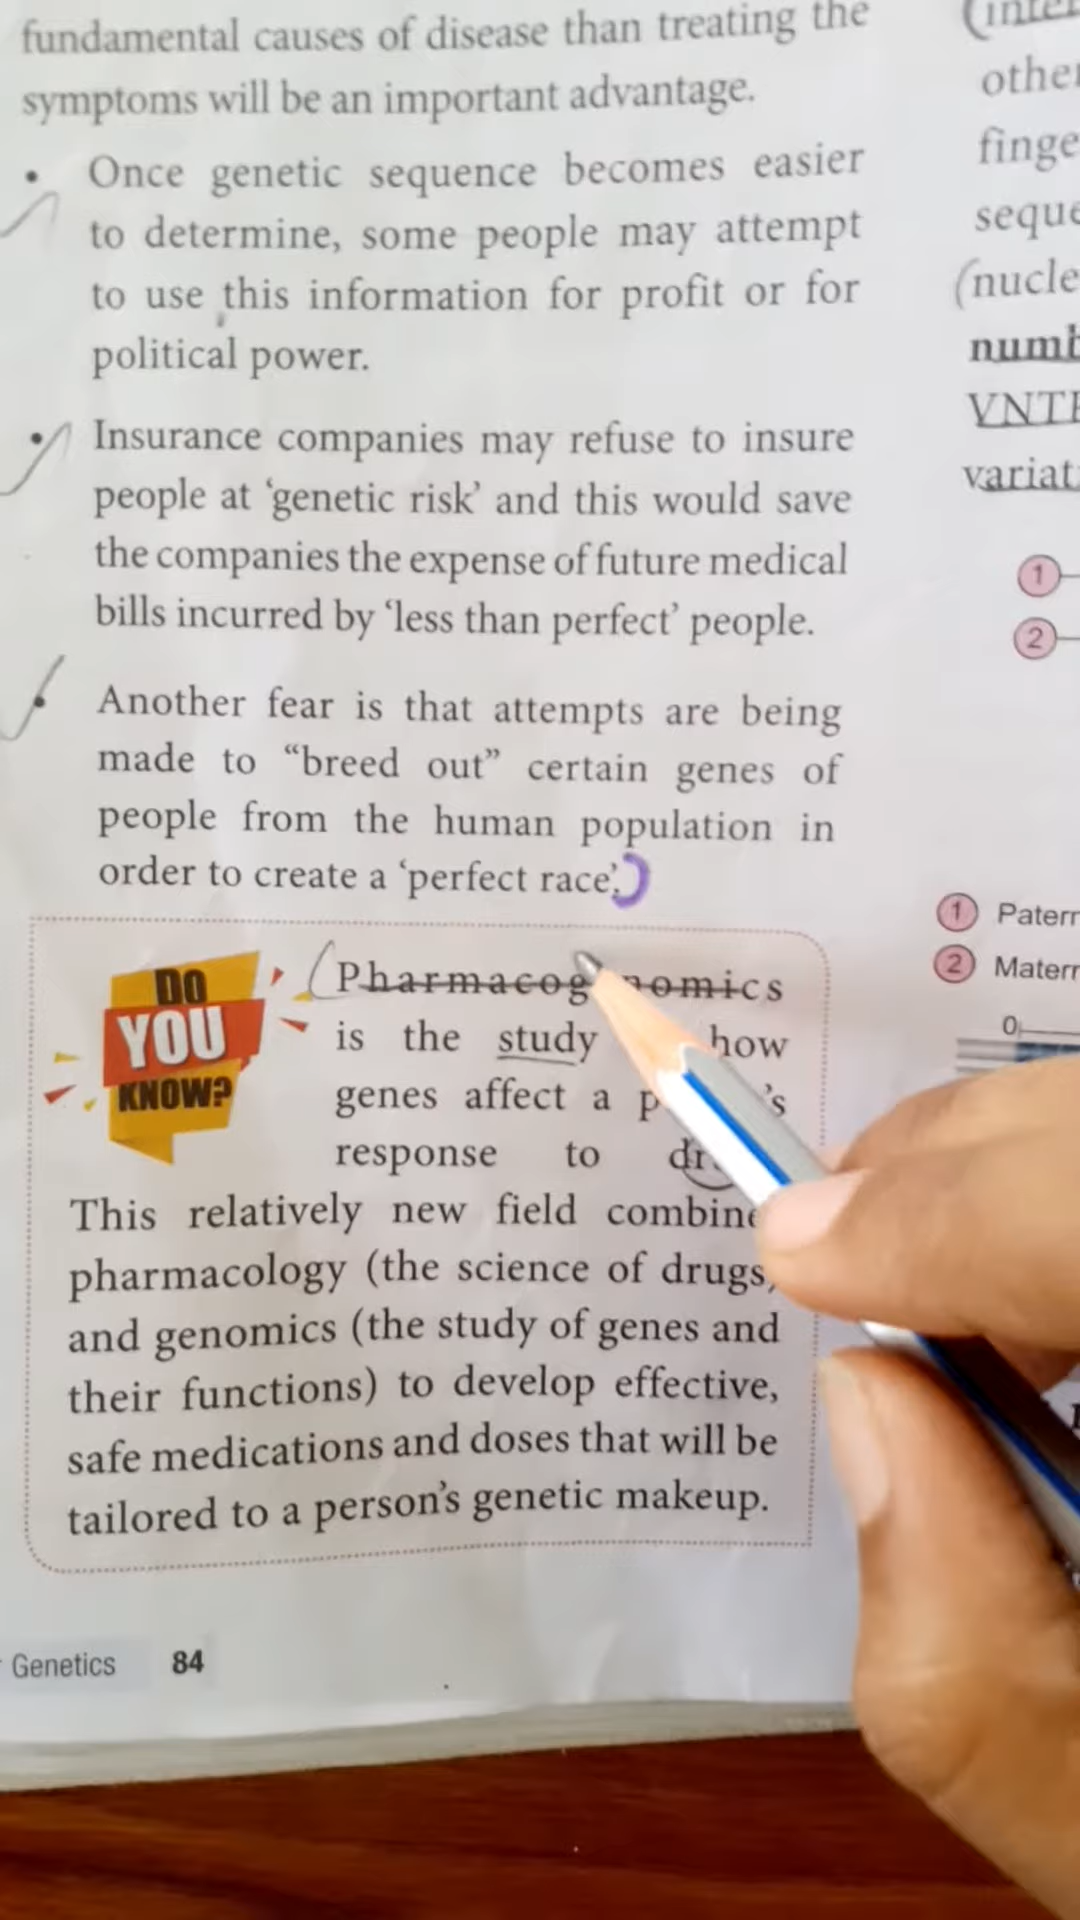 fundamental causes of disease than treating the
symptoms will be an important advantage.
• Once genetic sequence becomes easier
to determine, some people may attempt
to use this information for profit or for
political power.
• Insurance companies may refuse to insure
people at ‘genetic risk’ and this would save
the companies the expense of future medical
bills incurred by ‘less than perfect’ people.
• Another fear is that attempts are being
made to “breed out” certain genes of
people from the human population in
order to create a ‘perfect race’.
DO
YOU
KNOW?
is the study how
genes affect a
response to
This relatively new field
pharmacology (the science of drugs)
and genomics (the study of genes and
their functions) to develop effective,
safe medications and doses that will be
tailored to a person’s genetic makeup.
Genetics 84
1
2
1
2
0